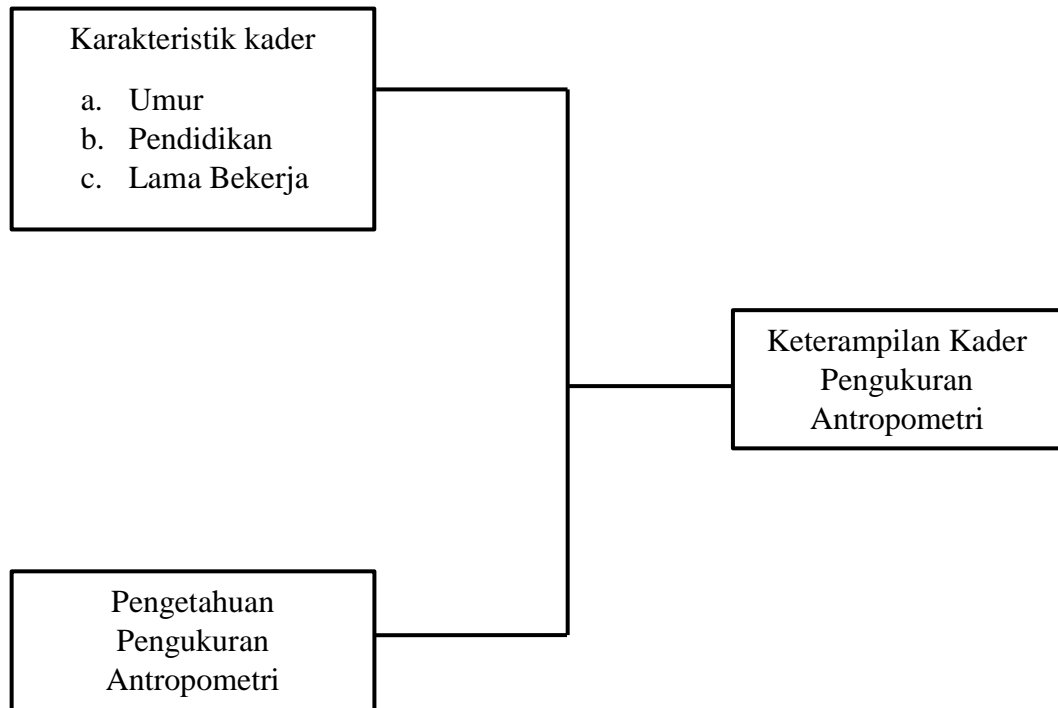 Karakteristik kader
a. Umur
b. Pendidikan
c. Lama Bekerja
Keterampilan Kader
Pengukuran
Antropometri
Pengetahuan
Pengukuran
Antropometri